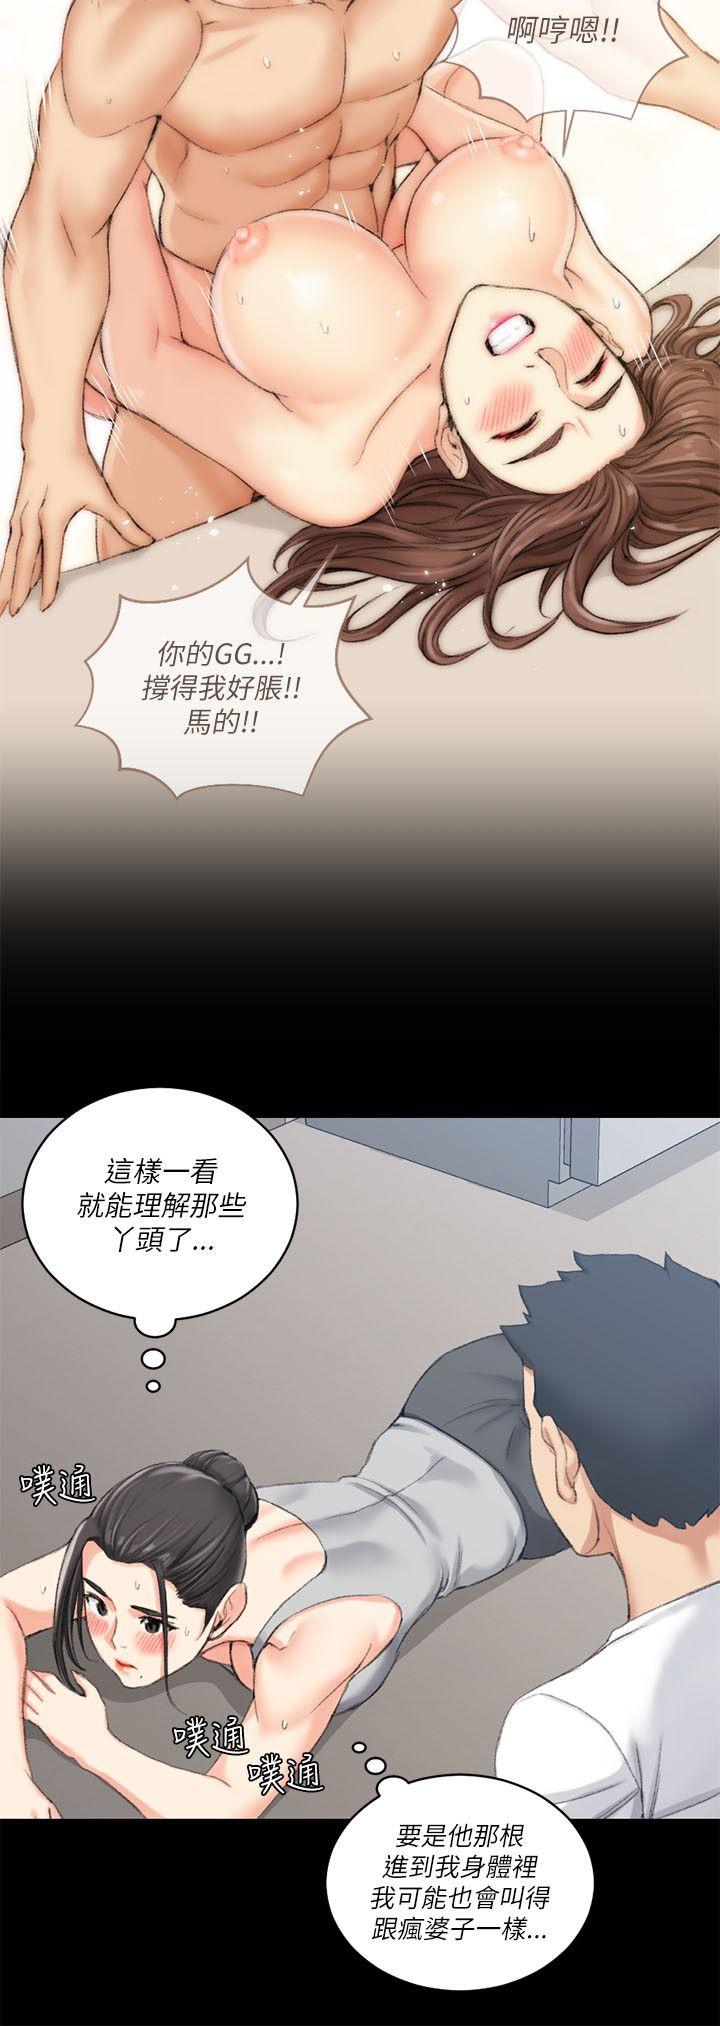 啊哼嗯!!
你的GG...!
撐得我好脹!!
馬的!!
這樣一看
就能理解那些
丫頭了...
噗通
噗通
噗通
要是他那根
進到我身體裡
我可能也會叫得
跟瘋婆子一樣...